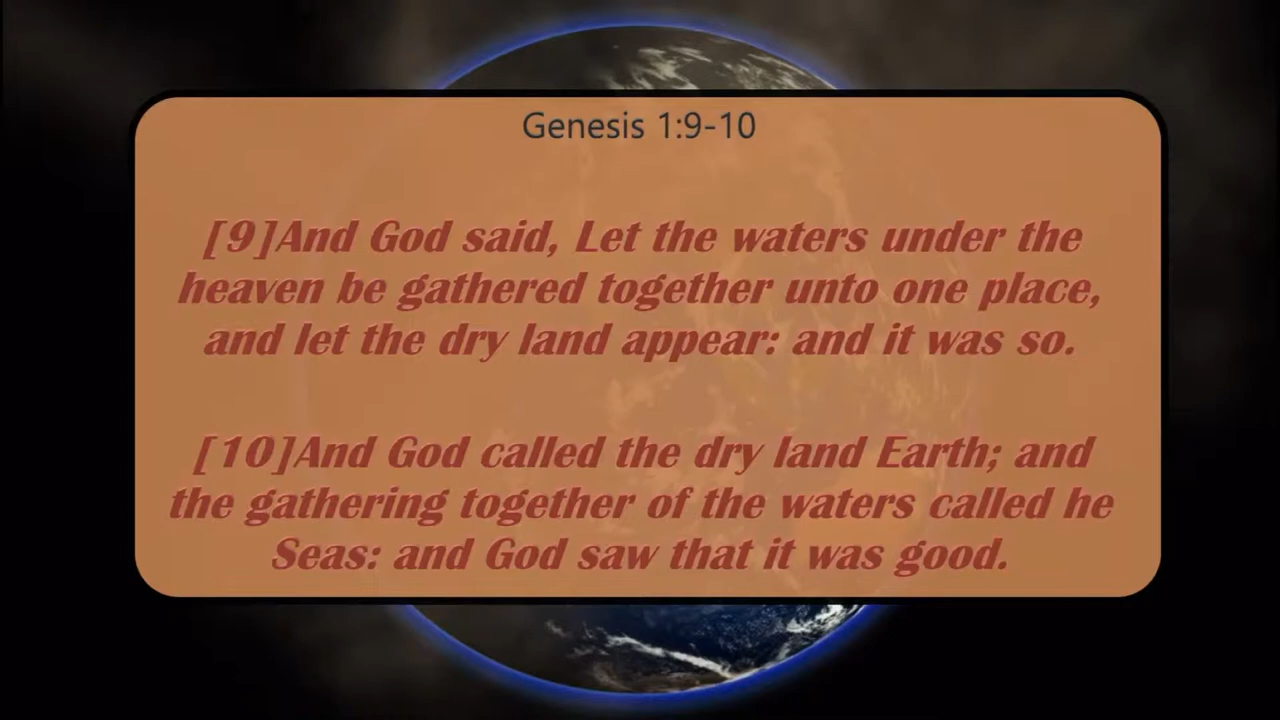 Genesis 1:9-10
[9]And God said, Let the waters under the
heaven be gathered together unto one place,
and let the dry land appear: and it was so.
[10]And God called the dry land Earth; and
the gathering together of the waters called he
Seas: and God saw that it was good.